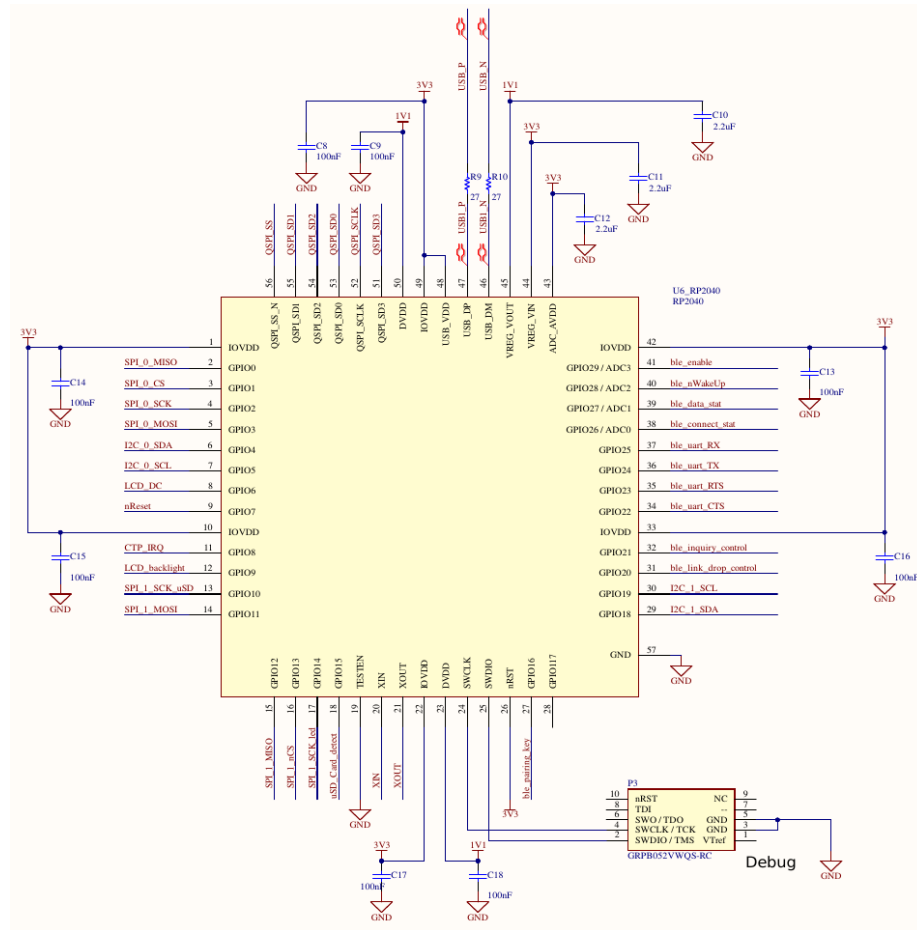 USB_P
USB_N
3V3
1V1
1V1
3V3
3V3
C8
100nF
GND
C9
100nF
GND
C10
2.2uF
GND
C11
2.2uF
GND
C12
2.2uF
GND
R9
27
R10
27
USB1_P
USB1_N
QSPI_SS
QSPI_SD1
QSPI_SD2
QSPI_SD0
QSPI_SCLK
QSPI_SD3
56
55
54
53
52
51
50
49
48
47
46
45
44
43
QSPI_SS_N
QSPI_SD1
QSPI_SD2
QSPI_SD0
QSPI_SCLK
QSPI_SD3
DVDD
IOVDD
USB_VDD
USB_DP
USB_DM
VREG_VOUT
VREG_VIN
ADC_AVDD
U6_RP2040
RP2040
3V3
C14
100nF
GND
C15
100nF
GND
1 IOVDD
SPI_0_MISO 2 GPIO0
SPI_0_CS 3 GPIO1
SPI_0_SCK 4 GPIO2
SPI_0_MOSI 5 GPIO3
I2C_0_SDA 6 GPIO4
I2C_0_SCL 7 GPIO5
LCD_DC 8 GPIO6
nReset 9 GPIO7
10 IOVDD
CTP_IRQ 11 GPIO8
LCD_backlight 12 GPIO9
SPI_1_SCK_uSD 13 GPIO10
SPI_1_MOSI 14 GPIO11
IOVDD 42
GPIO29 / ADC3 41 ble_enable
GPIO28 / ADC2 40 ble_nWakeUp
GPIO27 / ADC1 39 ble_data_stat
GPIO26 / ADC0 38 ble_connect_stat
GPIO25 37 ble_uart_RX
GPIO24 36 ble_uart_TX
GPIO23 35 ble_uart_RTS
GPIO22 34 ble_uart_CTS
IOVDD 33
GPIO21 32 ble_inquiry_control
GPIO20 31 ble_link_drop_control
GPIO19 30 I2C_1_SCL
GPIO18 29 I2C_1_SDA
GND 57
GND
3V3
C13
100nF
GND
C16
100nF
GND
GPIO12
GPIO13
GPIO14
GPIO15
TESTEN
XIN
XOUT
IOVDD
DVDD
SWCLK
SWDIO
nRST
GPIO16
GPIO117
15
16
17
18
19
20
21
22
23
24
25
26
27
28
SPI_1_MISO
SPI_1_nCS
SPI_1_SCK_led
uSD_Card_detect
GND
XIN
XOUT
3V3
ble_pairing_key
3V3
C17
100nF
GND
1V1
C18
100nF
GND
P3
10 nRST NC 9
8 TDI -- 7
6 SWO / TDO GND 5
4 SWCLK / TCK GND 3
2 SWDIO / TMS VTref 1
GRPB052VWQS-RC
Debug
GND